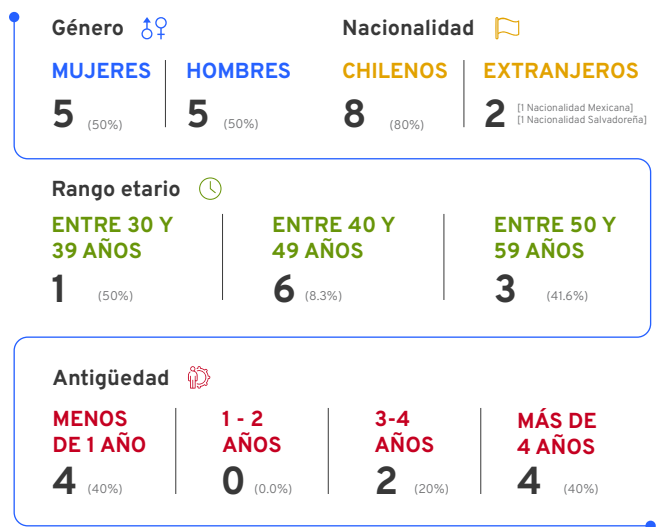 Género
Nacionalidad
MUJERES
HOMBRES
CHILENOS
EXTRANJEROS
5 (50%)
5 (50%)
8 (80%)
2 [1 Nacionalidad Mexicana]
[1 Nacionalidad Salvadoreña]
Rango etario
ENTRE 30 Y
39 AÑOS
1 (50%)
ENTRE 40 Y
49 AÑOS
6 (8.3%)
ENTRE 50 Y
59 AÑOS
3 (41.6%)
Antigüedad
MENOS
DE 1 AÑO
4 (40%)
1 - 2
AÑOS
0 (0.0%)
3-4
AÑOS
2 (20%)
MÁS DE
4 AÑOS
4 (40%)